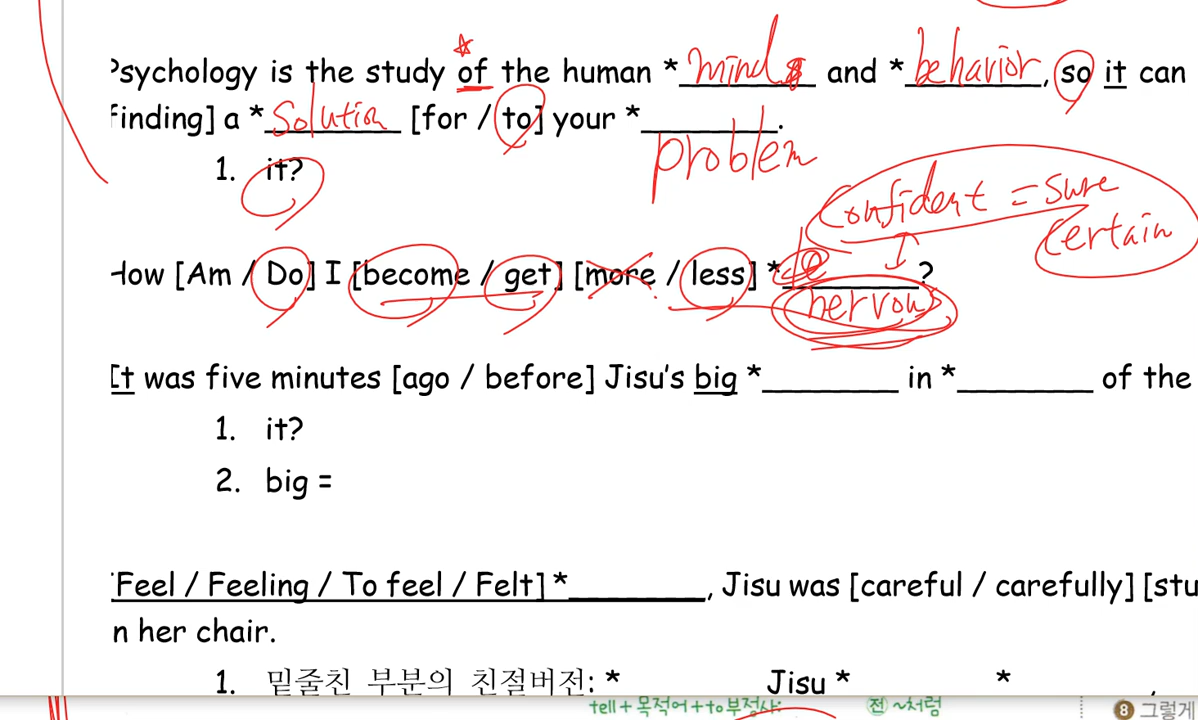 Psychology is the study of the human *mind and *behavior, so it can
finding] a *Solution [for / to] your *problem.
1. it?
Confident = sure
Certain
How [Am / Do] I [become / get] [more / less] *nervous?
It was five minutes [ago / before] Jisu's big *________ in *________ of the
1. it?
2. big =
[Feel / Feeling / To feel / Felt] *________, Jisu was [careful / carefully] [stu
n her chair.
1. 밑줄친 부분의 친절버전: * Jisu * * ,
tell + 목적어 + to부정사: 전 ~처럼 8 그렇게